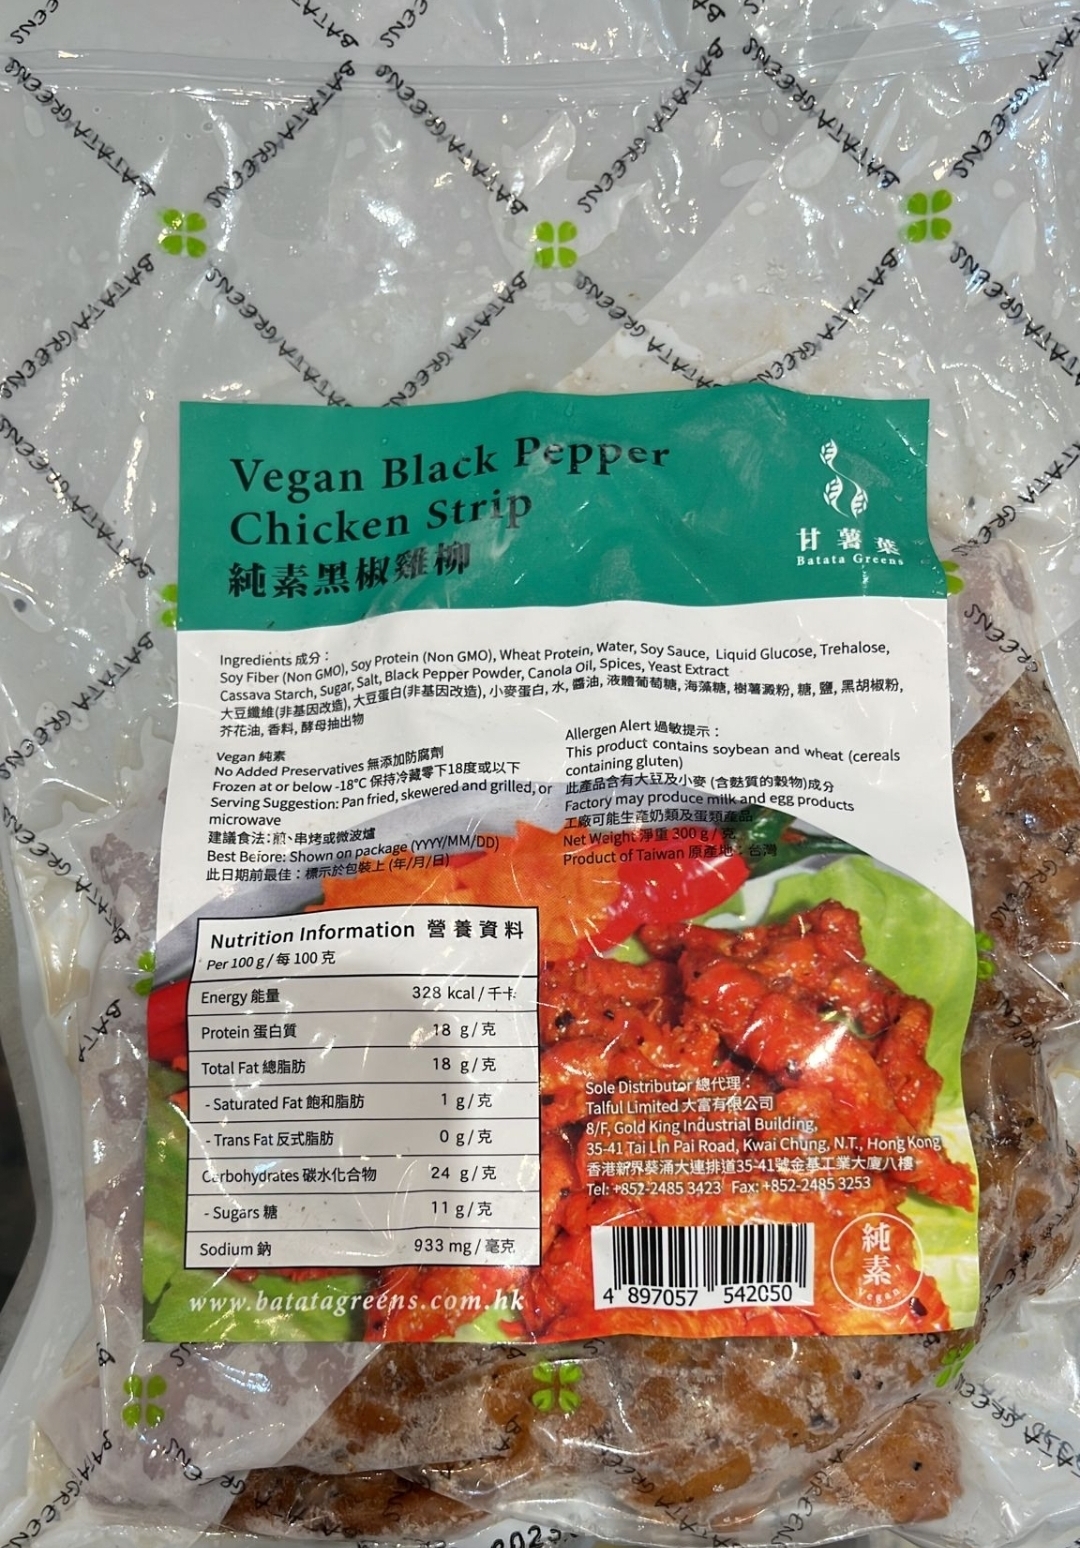 BATATA GREENS
Vegan Black Pepper
Chicken Strip
純素黑椒雞柳
甘薯葉
Batata Greens
Ingredients 成分：
Soy Fiber (Non GMO), Soy Protein (Non GMO), Wheat Protein, Water, Soy Sauce, Liquid Glucose, Trehalose,
Cassava Starch, Sugar, Salt, Black Pepper Powder, Canola Oil, Spices, Yeast Extract
大豆纖維(非基因改造), 大豆蛋白(非基因改造), 小麥蛋白, 水, 醬油, 液體葡萄糖, 海藻糖, 樹薯澱粉, 糖, 鹽, 黑胡椒粉,
芥花油, 香料, 酵母抽出物
Vegan 純素
No Added Preservatives 無添加防腐劑
Frozen at or below -18°C 保持冷藏零下18度或以下
Serving Suggestion: Pan fried, skewered and grilled, or
microwave
建議食法：煎、串烤或微波爐
Best Before: Shown on package (YYYY/MM/DD)
此日期前最佳：標示於包裝上 (年/月/日)
Allergen Alert 過敏提示：
This product contains soybean and wheat (cereals
containing gluten)
此產品含有大豆及小麥 (含麩質的穀物)成分
Factory may produce milk and egg products
工廠可能生產奶類及蛋類產品
Net Weight 淨重 300 g / 克
Product of Taiwan 原產地：台灣
Nutrition Information 營養資料
Per 100 g / 每 100 克
Energy 能量 328 kcal / 千卡
Protein 蛋白質 18 g / 克
Total Fat 總脂肪 18 g / 克
- Saturated Fat 飽和脂肪 1 g / 克
- Trans Fat 反式脂肪 0 g / 克
Carbohydrates 碳水化合物 24 g / 克
- Sugars 糖 11 g / 克
Sodium 鈉 933 mg / 毫克
www.batatagreens.com.hk
Sole Distributor 總代理：
Talful Limited 大富有限公司
8/F, Gold King Industrial Building,
35-41 Tai Lin Pai Road, Kwai Chung, N.T., Hong Kong
香港新界葵涌大連排道35-41號金基工業大廈八樓
Tel: +852-2485 3423 Fax: +852-2485 3253
4 897057 542050
純素
Vegan